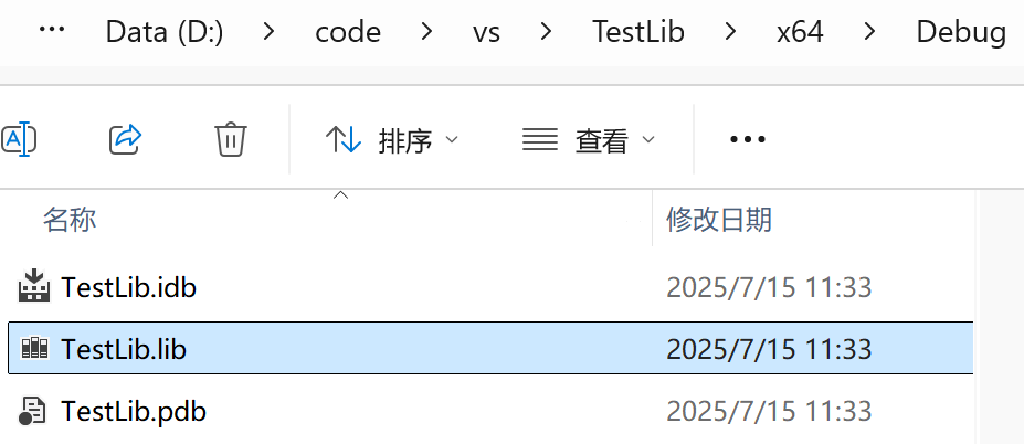 ... Data (D:) > code > vs > TestLib > x64 > Debug
排序 查看 ...
名称 修改日期
TestLib.idb 2025/7/15 11:33
TestLib.lib 2025/7/15 11:33
TestLib.pdb 2025/7/15 11:33